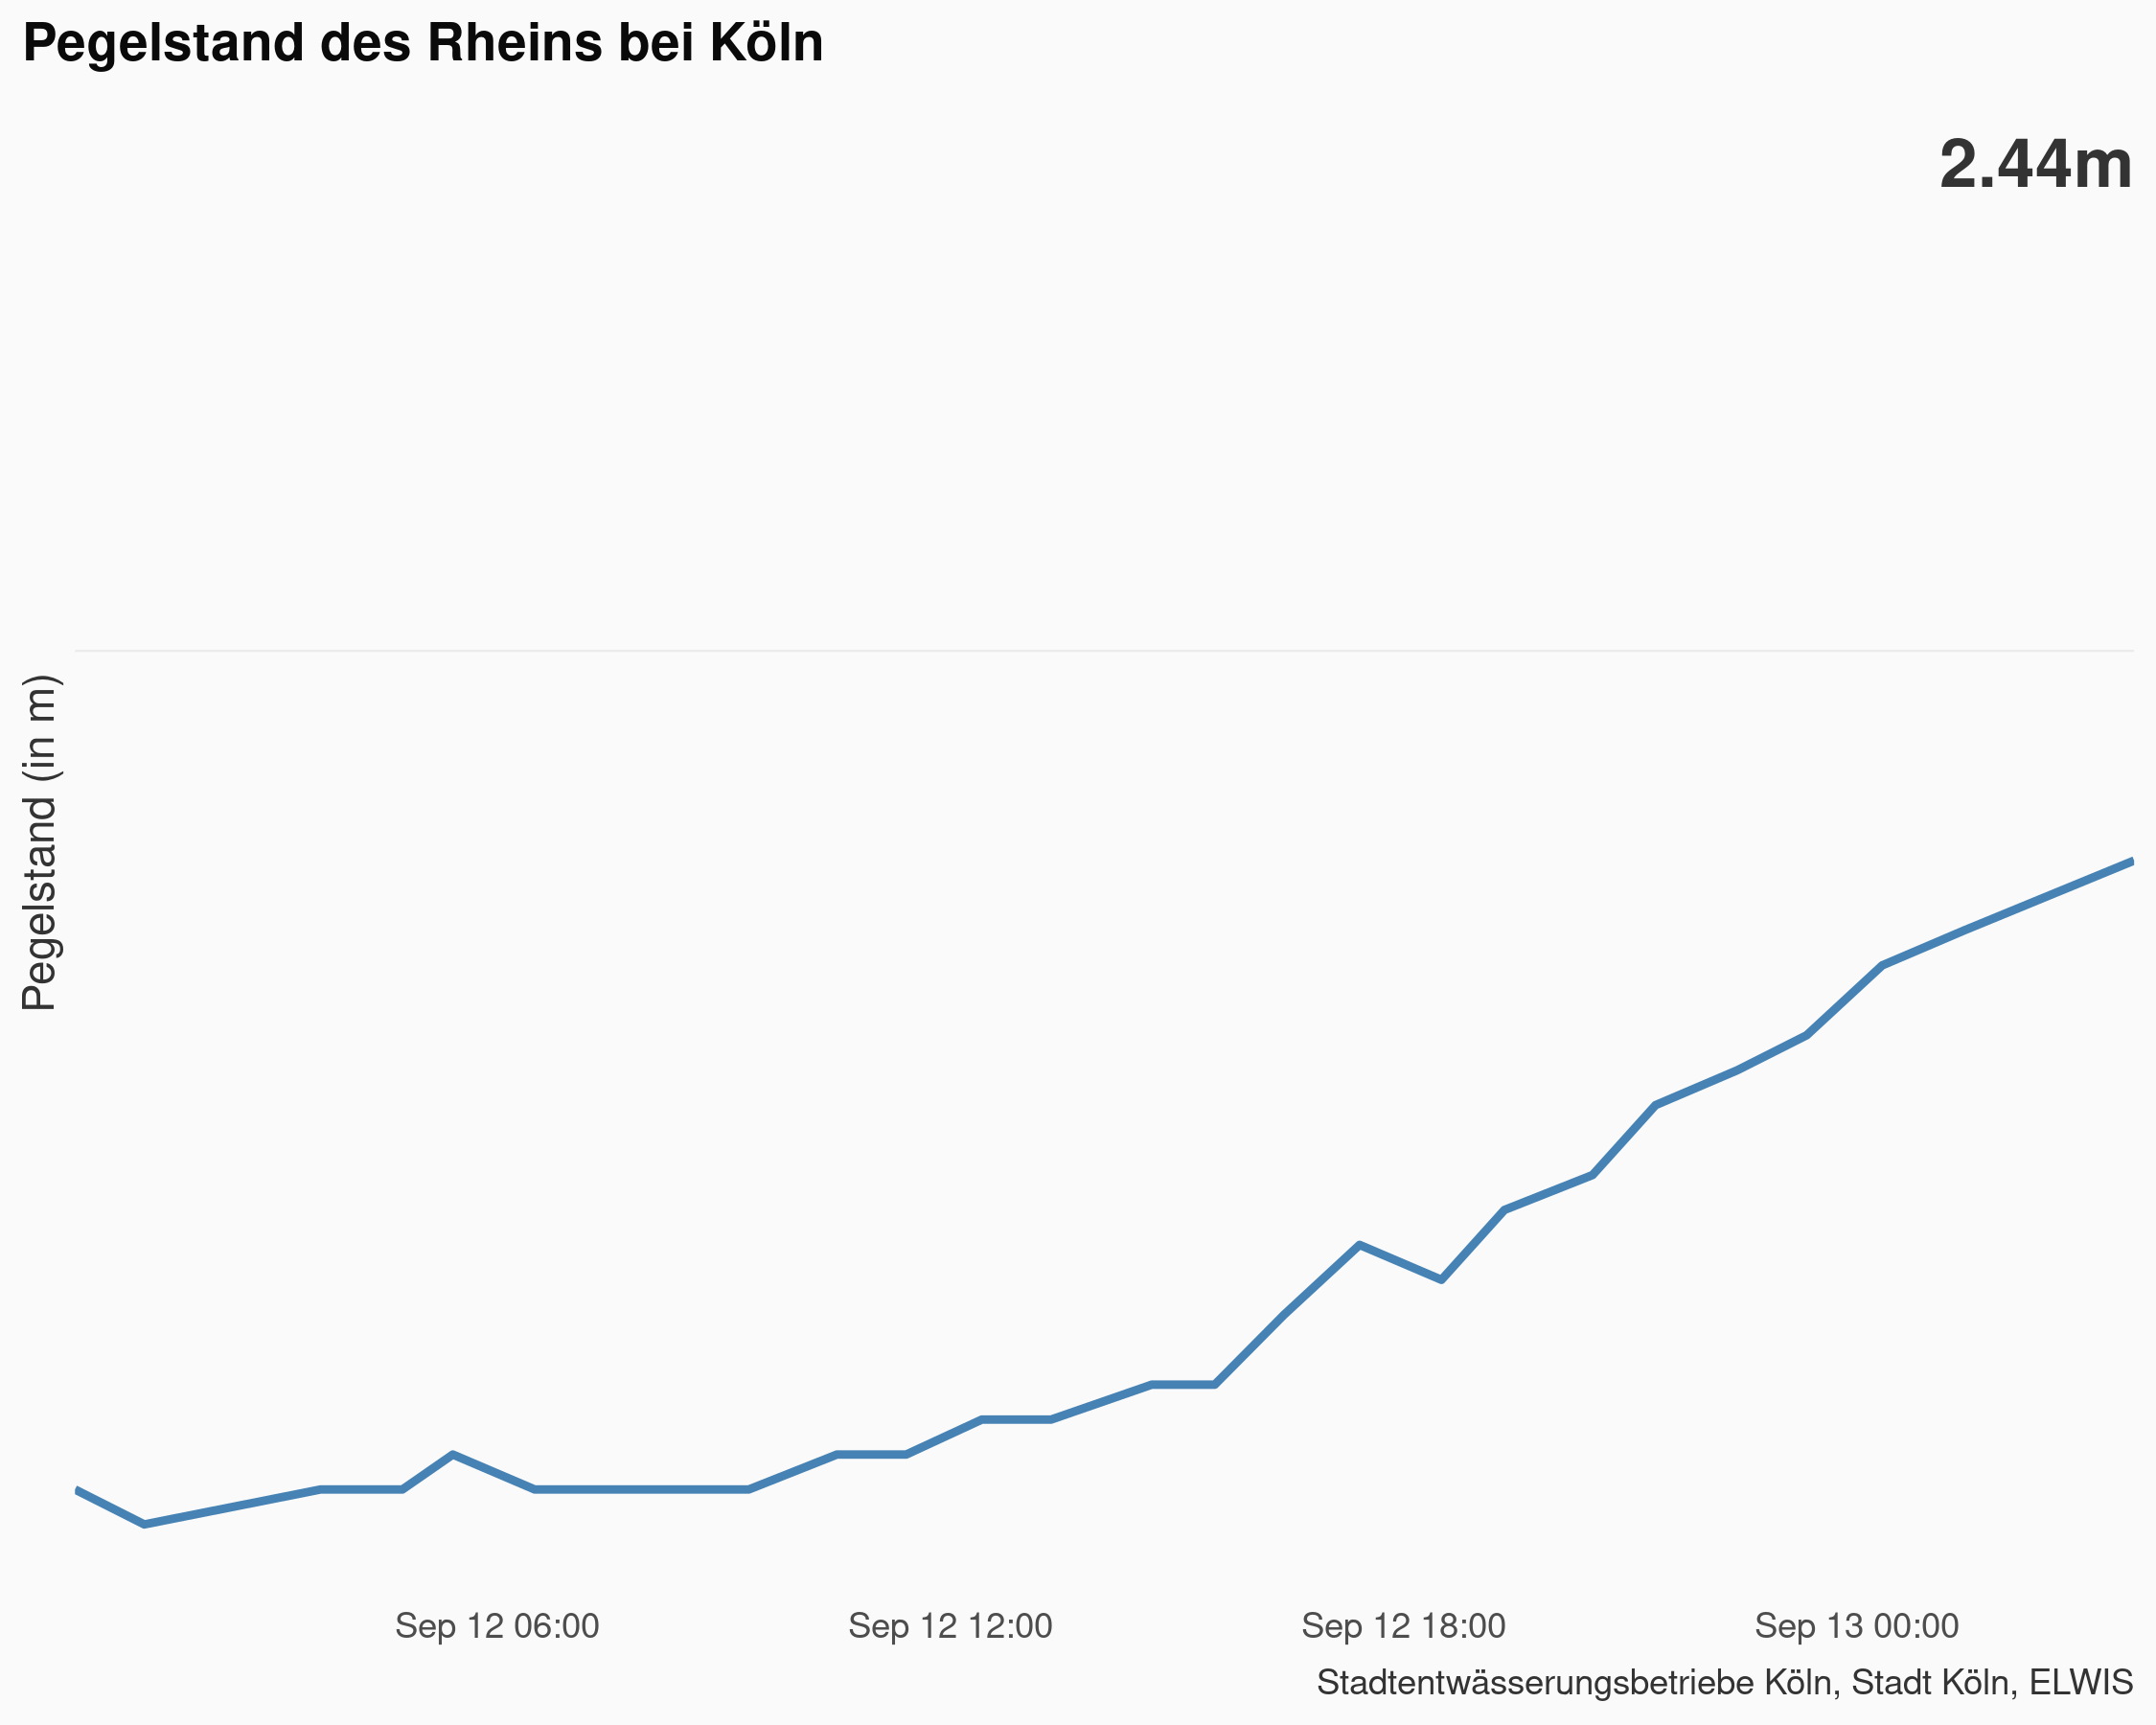 Pegelstand des Rheins bei Köln
2.44m
Pegelstand (in m)
Sep 12 06:00
Sep 12 12:00
Sep 12 18:00
Sep 13 00:00
Stadtentwässerungsbetriebe Köln, Stadt Köln, ELWIS